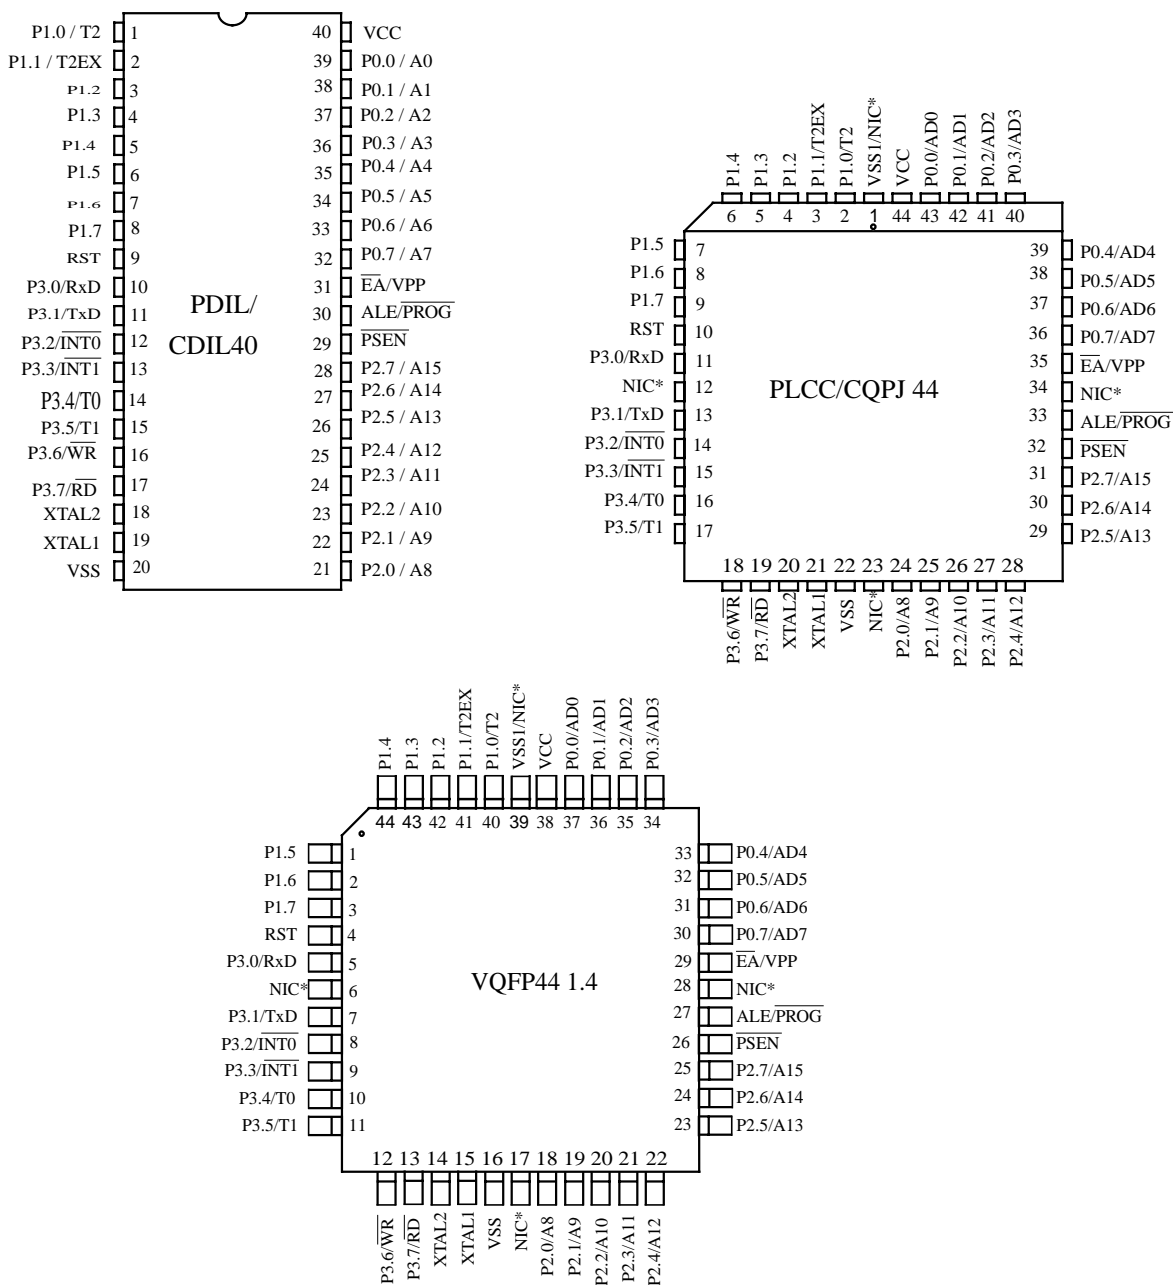 P1.0 / T2 1 40 VCC
P1.1 / T2EX 2 39 P0.0 / A0
P1.2 3 38 P0.1 / A1
P1.3 4 37 P0.2 / A2
P1.4 5 36 P0.3 / A3
P1.5 6 35 P0.4 / A4
P1.6 7 34 P0.5 / A5
P1.7 8 33 P0.6 / A6
RST 9 32 P0.7 / A7
P3.0/RxD 10 31 EA/VPP
P3.1/TxD 11 30 ALE/PROG
P3.2/INT0 12 29 PSEN
P3.3/INT1 13 28 P2.7 / A15
P3.4/T0 14 27 P2.6 / A14
P3.5/T1 15 26 P2.5 / A13
P3.6/WR 16 25 P2.4 / A12
P3.7/RD 17 24 P2.3 / A11
XTAL2 18 23 P2.2 / A10
XTAL1 19 22 P2.1 / A9
VSS 20 21 P2.0 / A8
PDIL/
CDIL40
P1.4 P1.3 P1.2 P1.1/T2EX P1.0/T2 VSS1/NIC* VCC P0.0/AD0 P0.1/AD1 P0.2/AD2 P0.3/AD3
6 5 4 3 2 1 44 43 42 41 40
P1.5 7 39 P0.4/AD4
P1.6 8 38 P0.5/AD5
P1.7 9 37 P0.6/AD6
RST 10 36 P0.7/AD7
P3.0/RxD 11 35 EA/VPP
NIC* 12 34 NIC*
P3.1/TxD 13 33 ALE/PROG
P3.2/INT0 14 32 PSEN
P3.3/INT1 15 31 P2.7/A15
P3.4/T0 16 30 P2.6/A14
P3.5/T1 17 29 P2.5/A13
PLCC/CQPJ 44
18 19 20 21 22 23 24 25 26 27 28
P3.6/WR P3.7/RD XTAL2 XTAL1 VSS NIC* P2.0/A8 P2.1/A9 P2.2/A10 P2.3/A11 P2.4/A12
P1.4 P1.3 P1.2 P1.1/T2EX P1.0/T2 VSS1/NIC* VCC P0.0/AD0 P0.1/AD1 P0.2/AD2 P0.3/AD3
44 43 42 41 40 39 38 37 36 35 34
P1.5 1 33 P0.4/AD4
P1.6 2 32 P0.5/AD5
P1.7 3 31 P0.6/AD6
RST 4 30 P0.7/AD7
P3.0/RxD 5 29 EA/VPP
NIC* 6 28 NIC*
P3.1/TxD 7 27 ALE/PROG
P3.2/INT0 8 26 PSEN
P3.3/INT1 9 25 P2.7/A15
P3.4/T0 10 24 P2.6/A14
P3.5/T1 11 23 P2.5/A13
VQFP44 1.4
12 13 14 15 16 17 18 19 20 21 22
P3.6/WR P3.7/RD XTAL2 XTAL1 VSS NIC* P2.0/A8 P2.1/A9 P2.2/A10 P2.3/A11 P2.4/A12